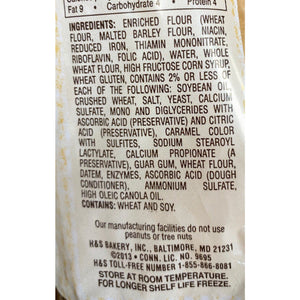 Fat 9 • Carbohydrate 4 • Protein 4
INGREDIENTS: ENRICHED FLOUR (WHEAT
FLOUR, MALTED BARLEY FLOUR, NIACIN,
REDUCED IRON, THIAMIN MONONITRATE,
RIBOFLAVIN, FOLIC ACID), WATER, WHOLE
WHEAT FLOUR, HIGH FRUCTOSE CORN SYRUP,
WHEAT GLUTEN, CONTAINS 2% OR LESS OF
EACH OF THE FOLLOWING: SOYBEAN OIL,
CRUSHED WHEAT, SALT, YEAST, CALCIUM
SULFATE, MONO AND DIGLYCERIDES WITH
ASCORBIC ACID (PRESERVATIVE) AND CITRIC
ACID (PRESERVATIVE), CARAMEL COLOR
WITH SULFITES, SODIUM STEAROYL
LACTYLATE, CALCIUM PROPIONATE (A
PRESERVATIVE), GUAR GUM, WHEAT FLOUR,
DATEM, ENZYMES, ASCORBIC ACID (DOUGH
CONDITIONER), AMMONIUM SULFATE,
HIGH OLEIC CANOLA OIL.
CONTAINS: WHEAT AND SOY.
Our manufacturing facilities do not use
peanuts or tree nuts
H&S BAKERY, INC., BALTIMORE, MD 21231
©2013 • CONN. LIC. NO. 9695
H&S TOLL-FREE NUMBER 1-855-866-8081
STORE AT ROOM TEMPERATURE.
FOR LONGER SHELF LIFE FREEZE.